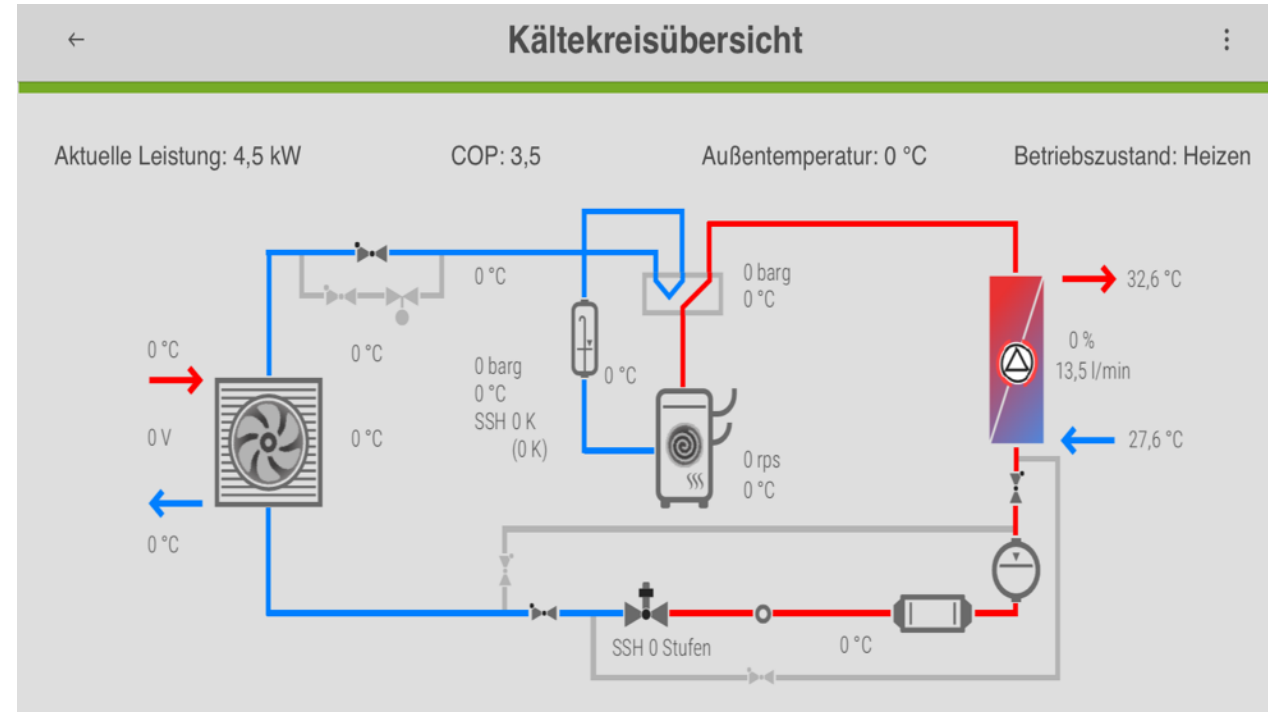 Kältekreisübersicht
Aktuelle Leistung: 4,5 kW
COP: 3,5
Außentemperatur: 0 °C
Betriebszustand: Heizen
0 °C
0 barg
0 °C
32,6 °C
0 °C
0 °C
0 barg
0 °C
SSH 0 K
(0 K)
0 °C
0 %
13,5 l/min
0 V
0 °C
27,6 °C
0 rps
0 °C
0 °C
SSH 0 Stufen
0 °C